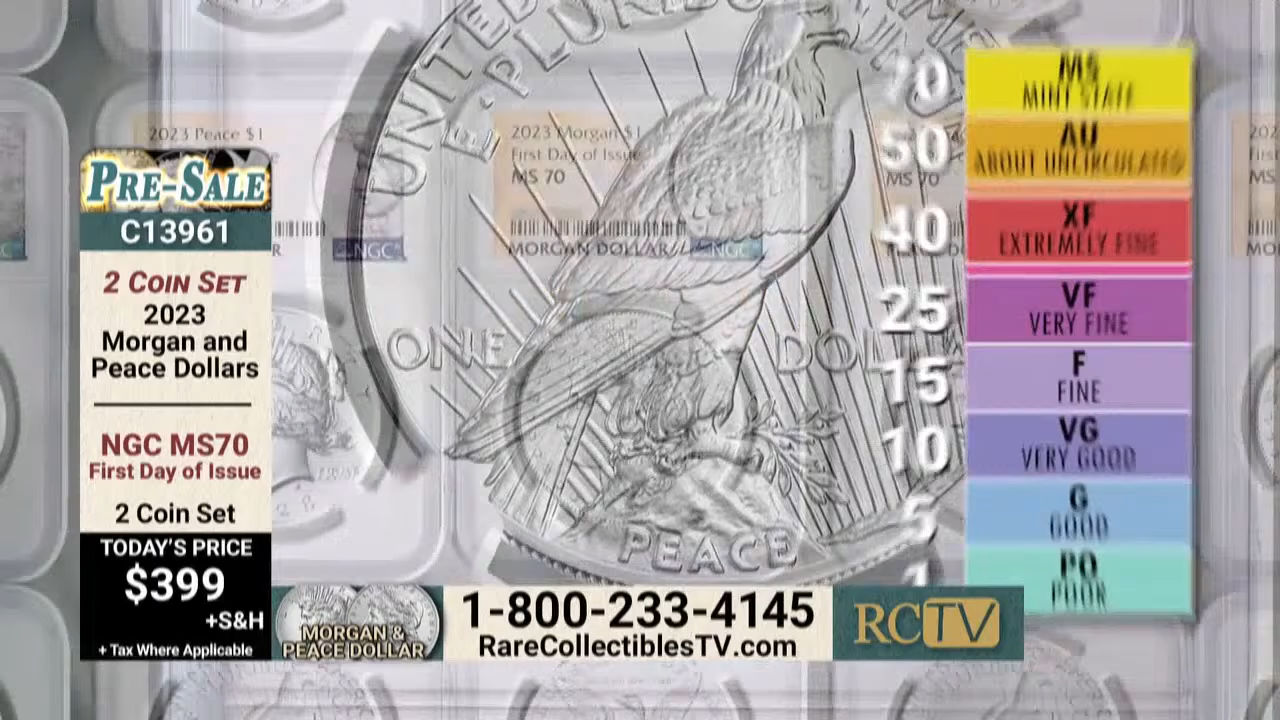 PRE-SALE
C13961
2 COIN SET
2023
Morgan and
Peace Dollars
NGC MS70
First Day of Issue
2 Coin Set
TODAY'S PRICE
$399
+S&H
+ Tax Where Applicable
MORGAN &
PEACE DOLLAR
1-800-233-4145
RareCollectiblesTV.com
RCTV
2023 Peace $1
2023 Morgan $1
First Day of Issue
MS 70
MORGAN DOLLAR
NGC
NGC
MS 70
UNITED
E·PLURIBUS
ONE
DOLLAR
PEACE
70
MS
MINT STATE
50
AU
ABOUT UNCIRCULATED
40
XF
EXTREMELY FINE
25
VF
VERY FINE
15
F
FINE
10
VG
VERY GOOD
5
G
GOOD
1
PO
POOR